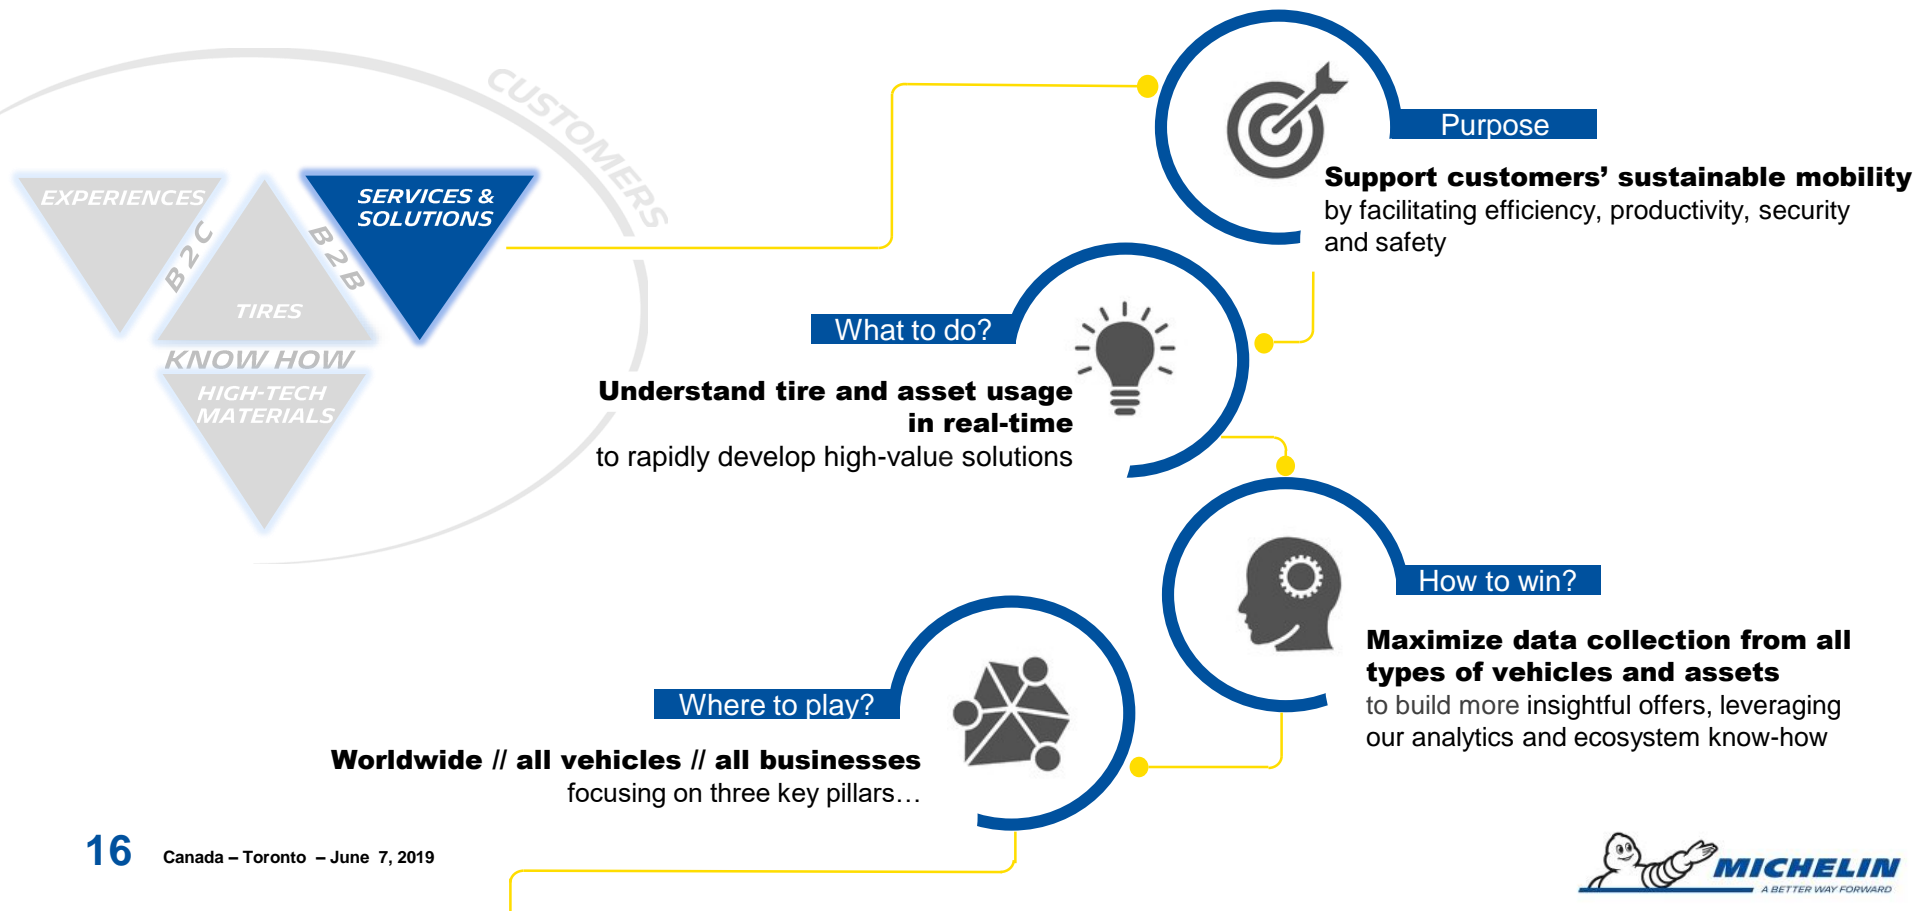 CUSTOMERS
EXPERIENCES
B2C
TIRES
B2B
SERVICES &
SOLUTIONS
KNOW HOW
HIGH-TECH
MATERIALS
Purpose
Support customers’ sustainable mobility
by facilitating efficiency, productivity, security
and safety
What to do?
Understand tire and asset usage
in real-time
to rapidly develop high-value solutions
How to win?
Maximize data collection from all
types of vehicles and assets
to build more insightful offers, leveraging
our analytics and ecosystem know-how
Where to play?
Worldwide // all vehicles // all businesses
focusing on three key pillars…
16
Canada – Toronto – June 7, 2019
MICHELIN
A BETTER WAY FORWARD